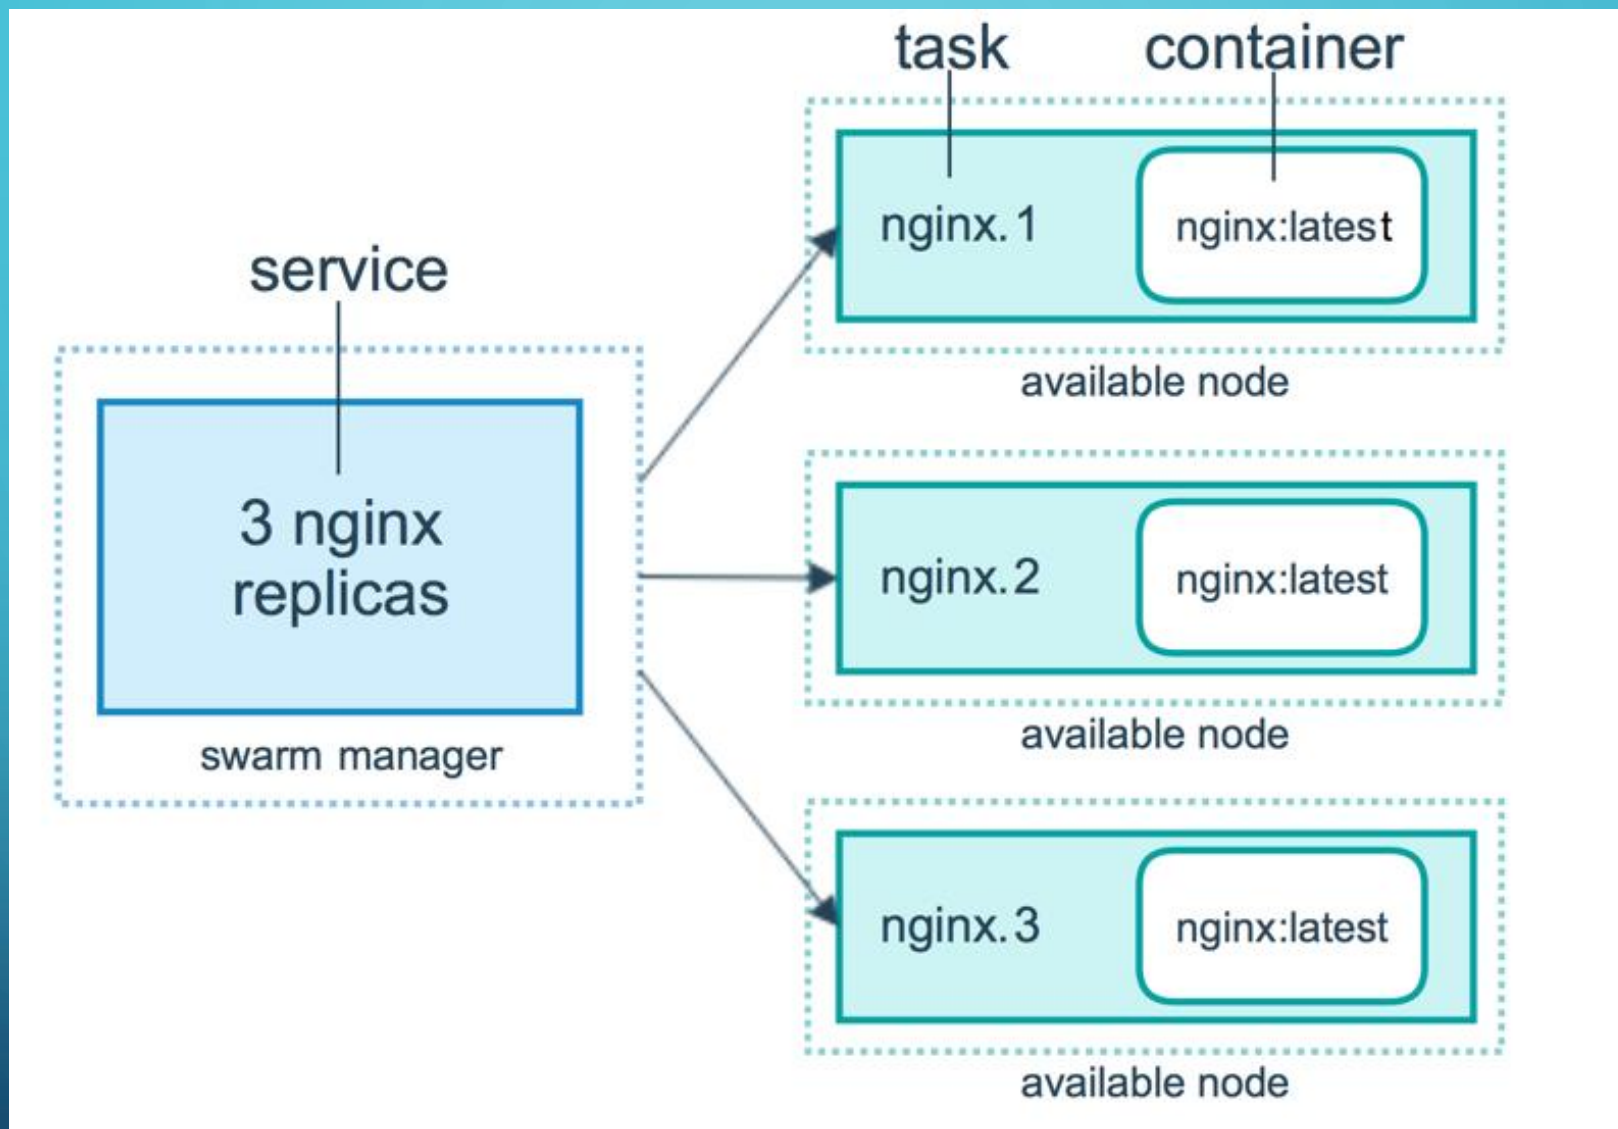 task
container
nginx.1
nginx:latest
available node
service
3 nginx
replicas
swarm manager
nginx.2
nginx:latest
available node
nginx.3
nginx:latest
available node